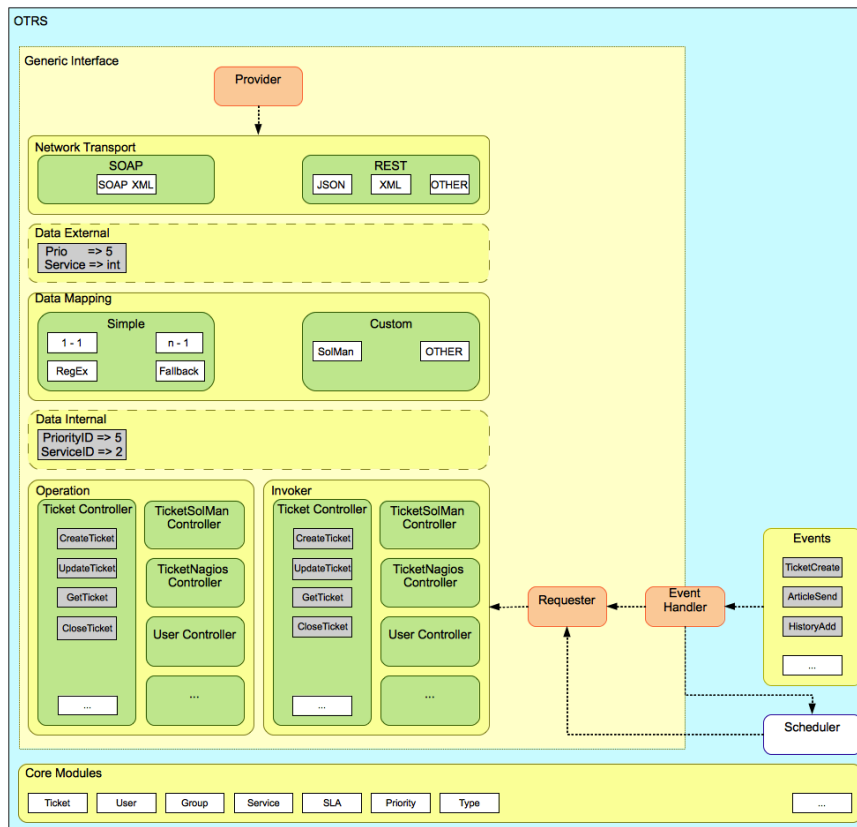 OTRS
Generic Interface
Provider
Network Transport
SOAP
SOAP XML
REST
JSON
XML
OTHER
Data External
Prio => 5
Service => int
Data Mapping
Simple
1 - 1
n - 1
RegEx
Fallback
Custom
SolMan
OTHER
Data Internal
PriorityID => 5
ServiceID => 2
Operation
Ticket Controller
CreateTicket
UpdateTicket
GetTicket
CloseTicket
...
TicketSolMan
Controller
TicketNagios
Controller
User Controller
...
Invoker
Ticket Controller
CreateTicket
UpdateTicket
GetTicket
CloseTicket
...
TicketSolMan
Controller
TicketNagios
Controller
User Controller
...
Requester
Event
Handler
Events
TicketCreate
ArticleSend
HistoryAdd
...
Scheduler
Core Modules
Ticket
User
Group
Service
SLA
Priority
Type
...